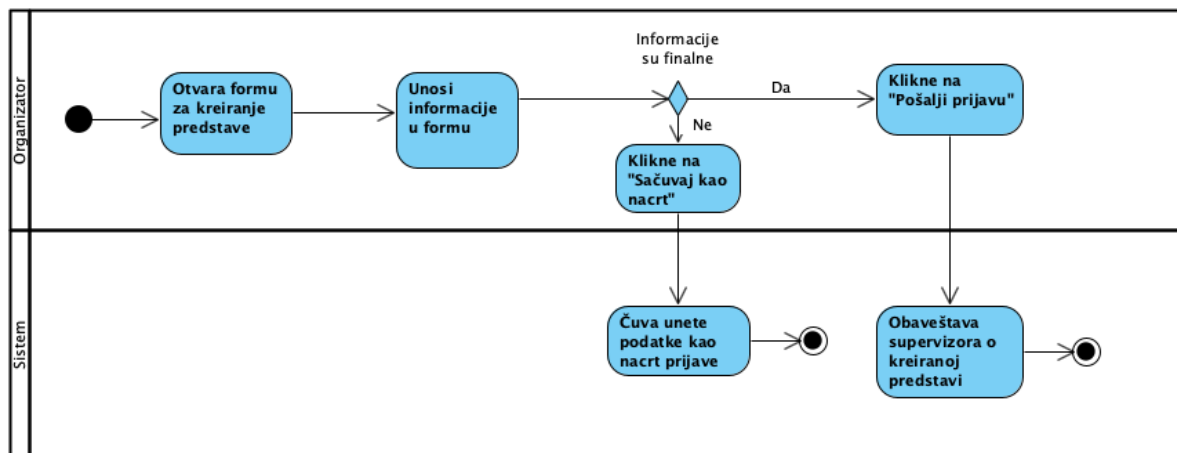 Organizator
Otvara formu
za kreiranje
predstave
Unosi
informacije
u formu
Informacije
su finalne
Da
Ne
Klikne na
"Pošalji prijavu"
Klikne na
"Sačuvaj kao
nacrt"
Sistem
Čuva unete
podatke kao
nacrt prijave
Obaveštava
supervizora o
kreiranoj
predstavi